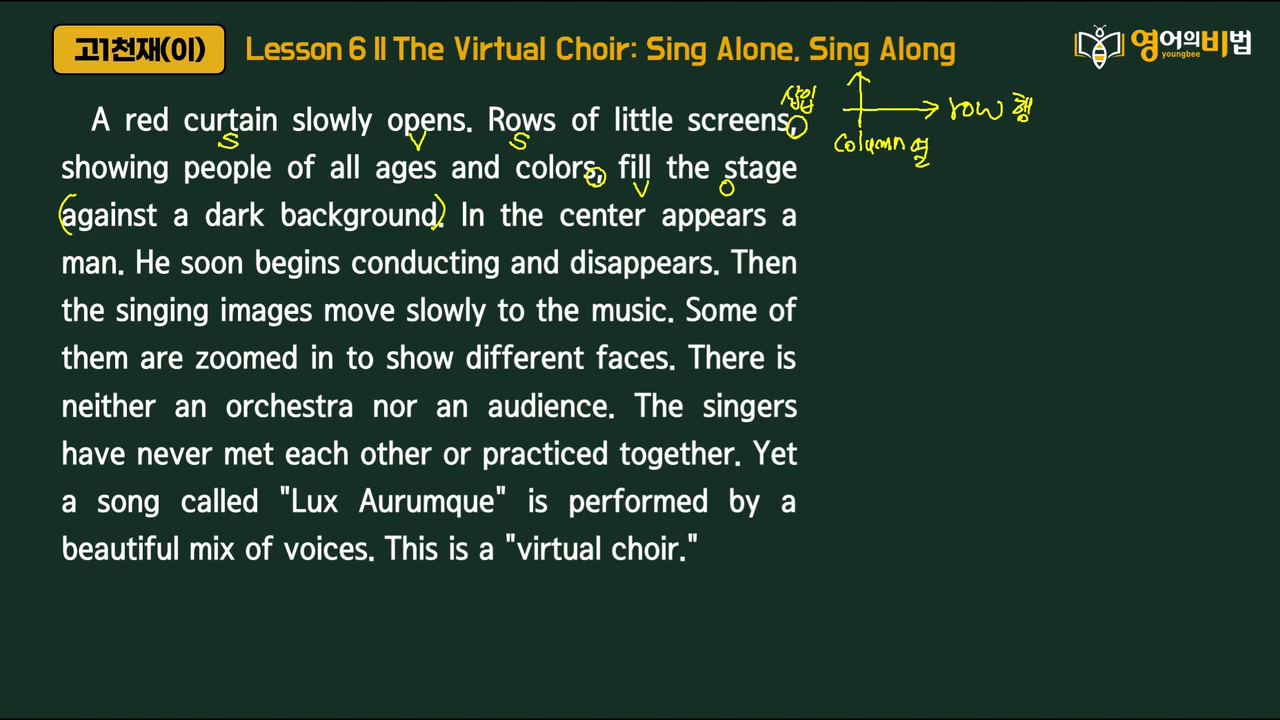 고1천재(이) Lesson 6 II The Virtual Choir: Sing Alone, Sing Along
영어의비법
youngbee
삽입
row 행
column 열
A red curtain slowly opens. Rows of little screens,
S V S
showing people of all ages and colors, fill the stage
V O
(against a dark background). In the center appears a
man. He soon begins conducting and disappears. Then
the singing images move slowly to the music. Some of
them are zoomed in to show different faces. There is
neither an orchestra nor an audience. The singers
have never met each other or practiced together. Yet
a song called "Lux Aurumque" is performed by a
beautiful mix of voices. This is a "virtual choir."